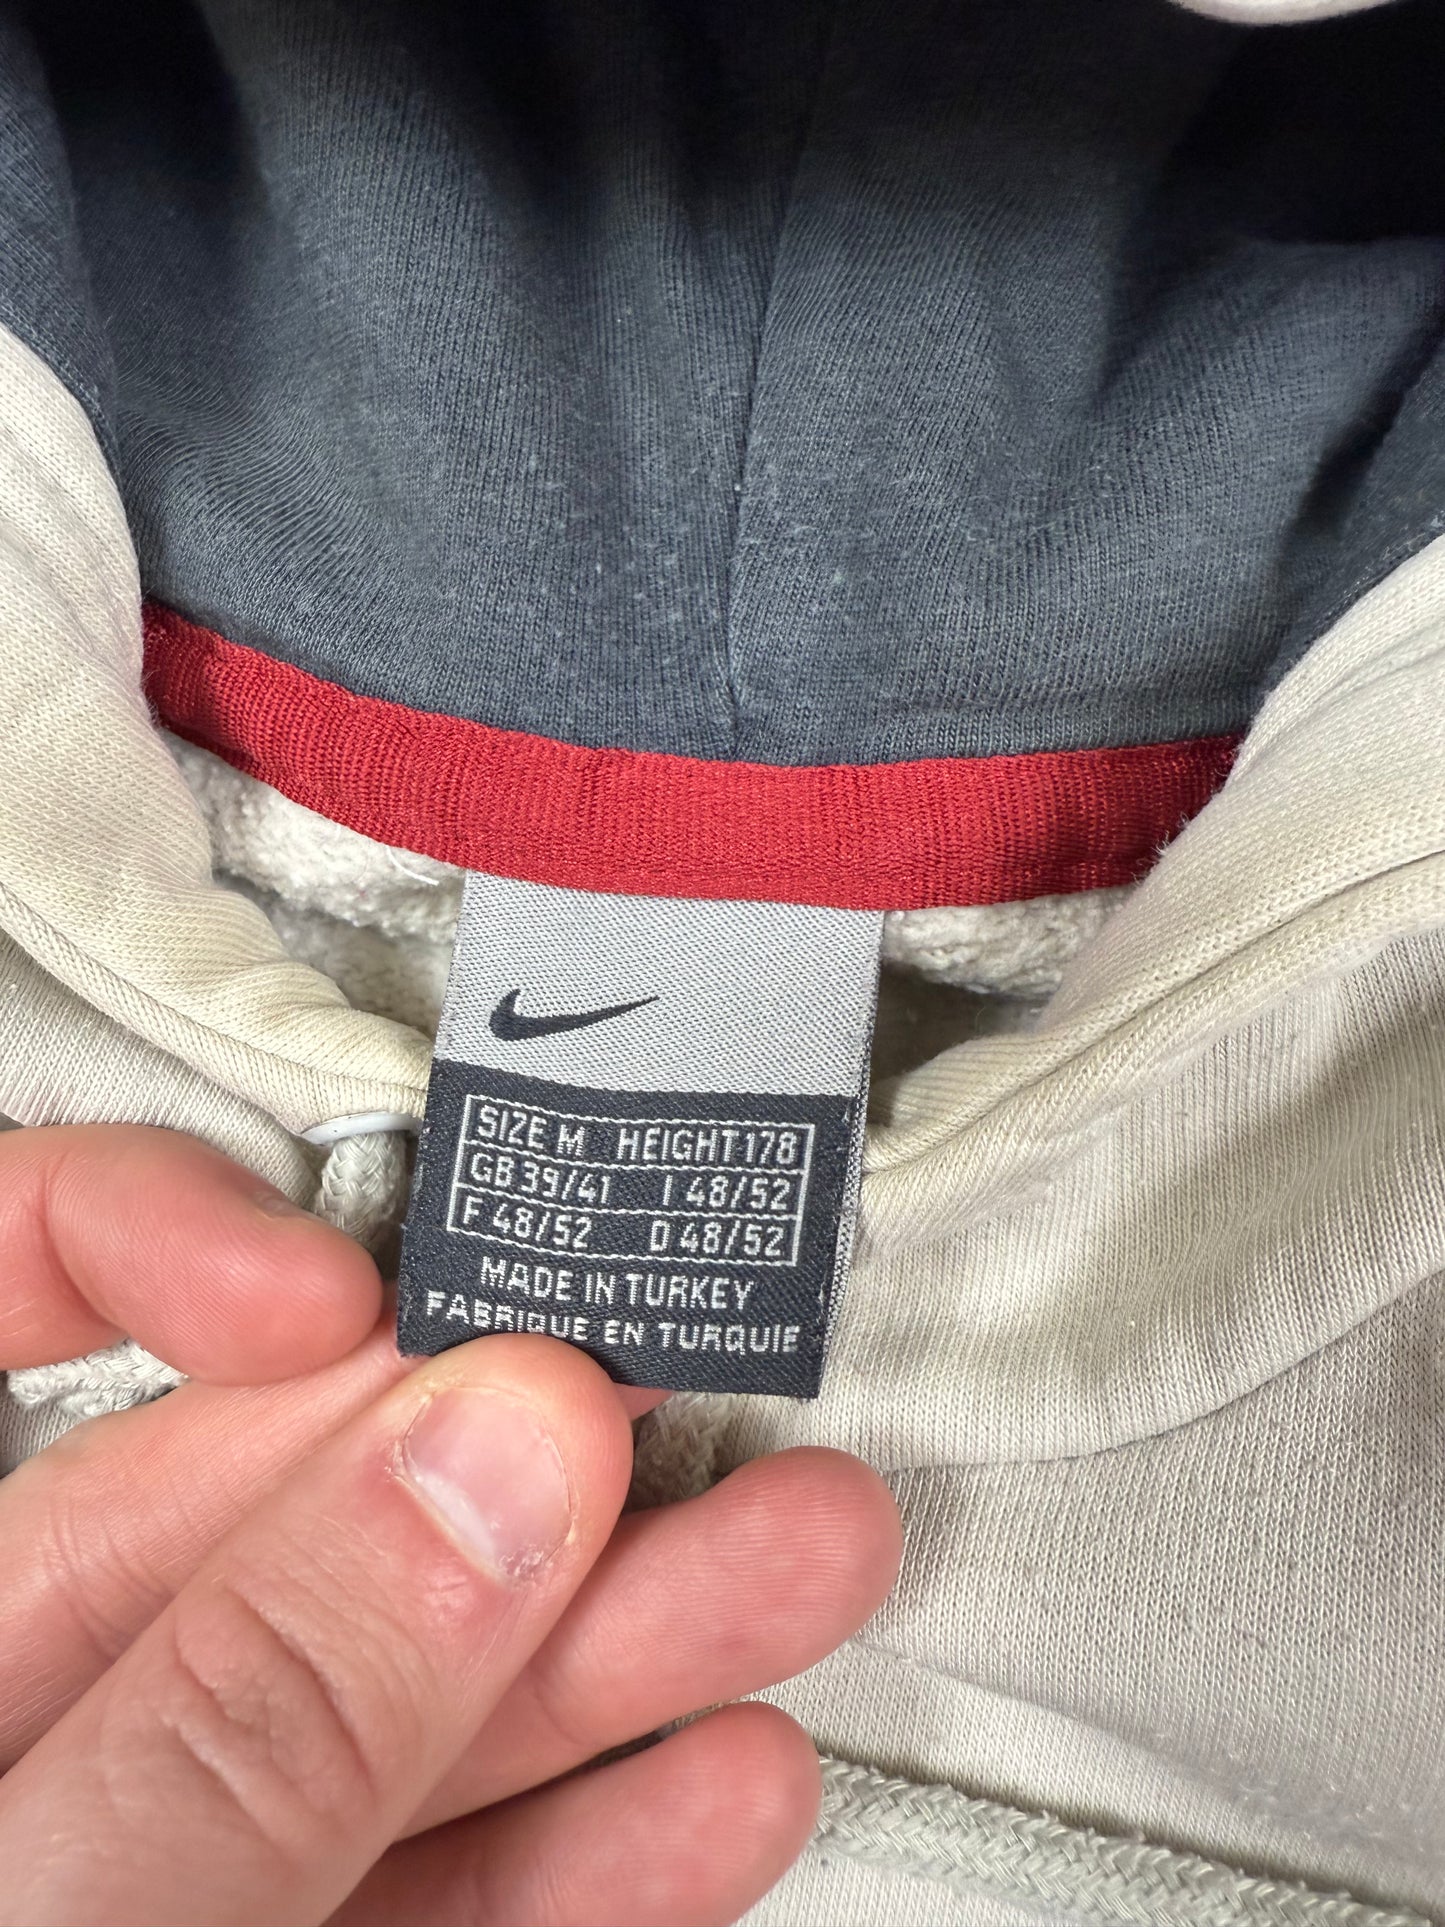 SIZE M HEIGHT 178
GB 39/41 I 48/52
F 48/52 D 48/52
MADE IN TURKEY
FABRIQUE EN TURQUIE